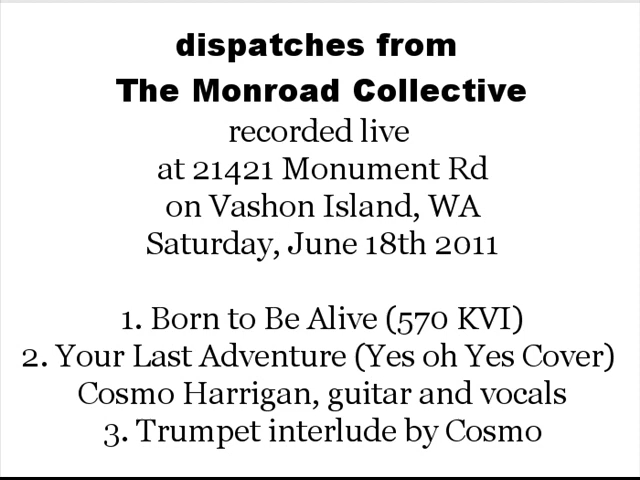 dispatches from
The Monroad Collective
recorded live
at 21421 Monument Rd
on Vashon Island, WA
Saturday, June 18th 2011
1. Born to Be Alive (570 KVI)
2. Your Last Adventure (Yes oh Yes Cover)
Cosmo Harrigan, guitar and vocals
3. Trumpet interlude by Cosmo